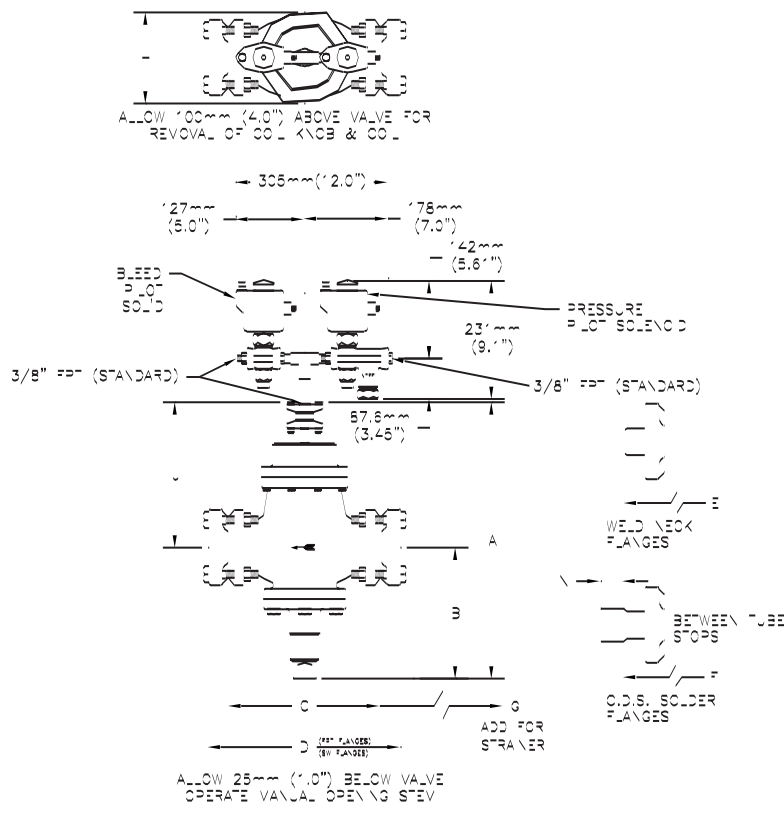 ALLOW 100mm (4.0") ABOVE VALVE FOR
REMOVAL OF COIL KNOB & COIL
305mm(12.0")
127mm
(5.0")
178mm
(7.0")
142mm
(5.61")
BLEED
PILOT
SOL'D
PRESSURE
PILOT SOLENOID
231mm
(9.1")
3/8" FPT (STANDARD)
3/8" FPT (STANDARD)
87.6mm
(3.45")
E
WELD NECK
FLANGES
A
B
BETWEEN TUBE
STOPS
F
O.D.S. SOLDER
FLANGES
C
G
ADD FOR
STRAINER
D (FPT FLANGES)
(SW FLANGES)
ALLOW 25mm (1.0") BELOW VALVE
OPERATE MANUAL OPENING STEM